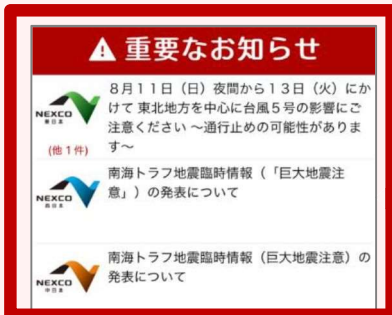 重要なお知らせ
8月11日（日）夜間から13日（火）にか
けて 東北地方を中心に台風5号の影響にご
注意ください ～通行止めの可能性がありま
す～
NEXCO
東日本
(他1件)
南海トラフ地震臨時情報（「巨大地震注
意」）の発表について
NEXCO
西日本
南海トラフ地震臨時情報（巨大地震注意）の
発表について
NEXCO
中日本